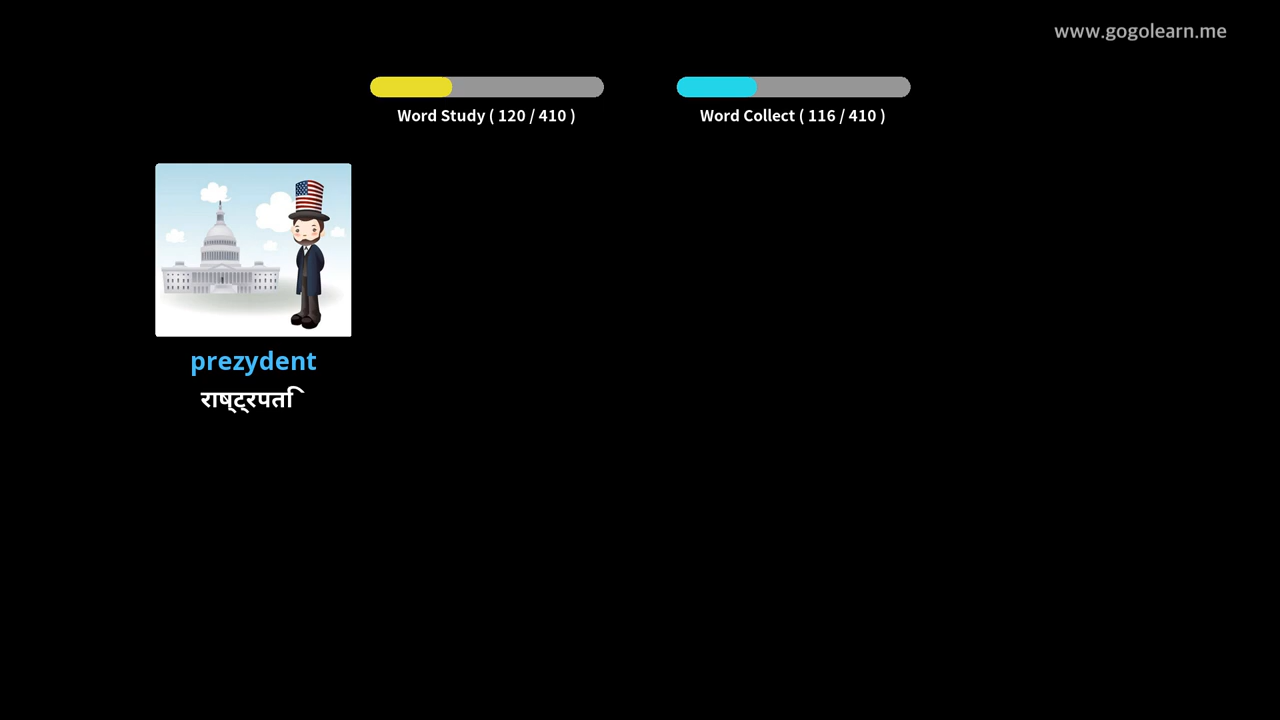 www.gogolearn.me
Word Study ( 120 / 410 )
Word Collect ( 116 / 410 )
prezydent
राष्ट्रपति